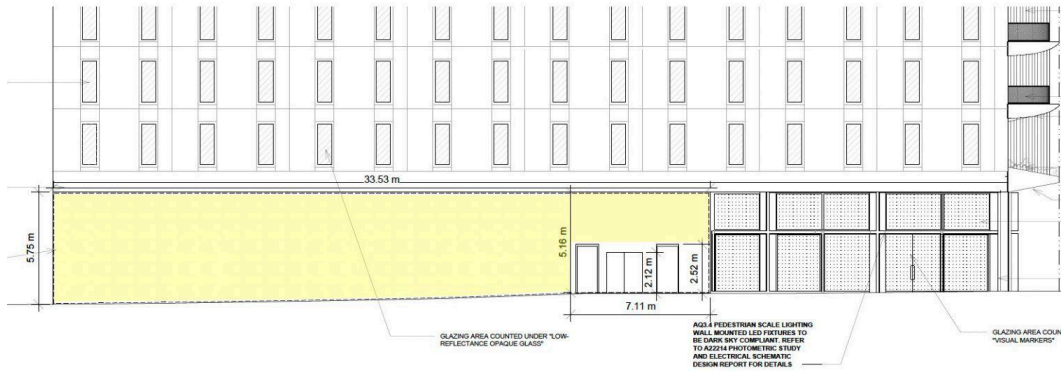 33.53 m
5.75 m
5.16 m
2.12 m
2.52 m
7.11 m
GLAZING AREA COUNTED UNDER "LOW-
REFLECTANCE OPAQUE GLASS"
AQ3.4 PEDESTRIAN SCALE LIGHTING
WALL MOUNTED LED FIXTURES TO
BE DARK SKY COMPLIANT. REFER
TO A22214 PHOTOMETRIC STUDY
AND ELECTRICAL SCHEMATIC
DESIGN REPORT FOR DETAILS
GLAZING AREA COUN
"VISUAL MARKERS"